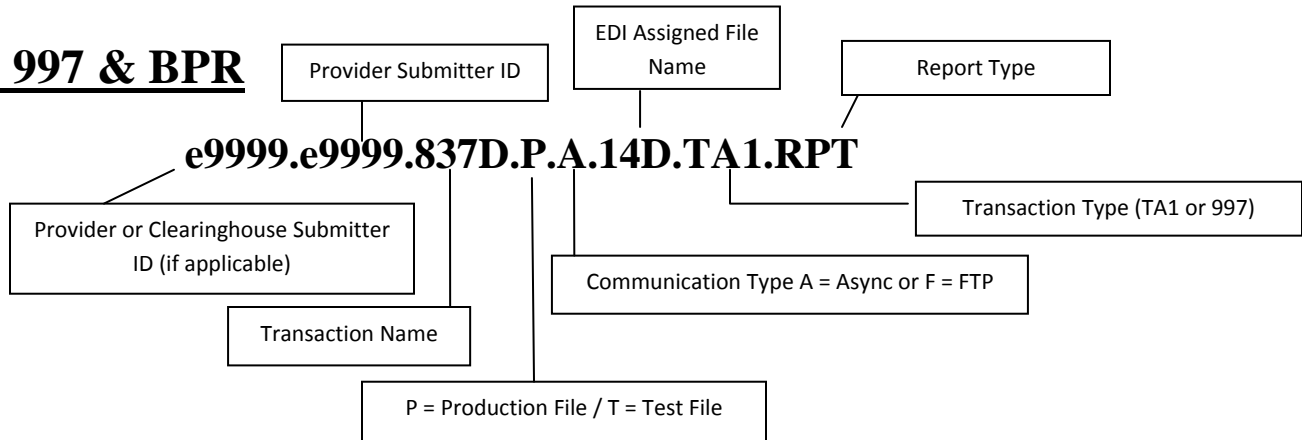 997 & BPR
Provider Submitter ID
EDI Assigned File
Name
Report Type
e9999.e9999.837D.P.A.14D.TA1.RPT
Provider or Clearinghouse Submitter
ID (if applicable)
Transaction Type (TA1 or 997)
Communication Type A = Async or F = FTP
Transaction Name
P = Production File / T = Test File